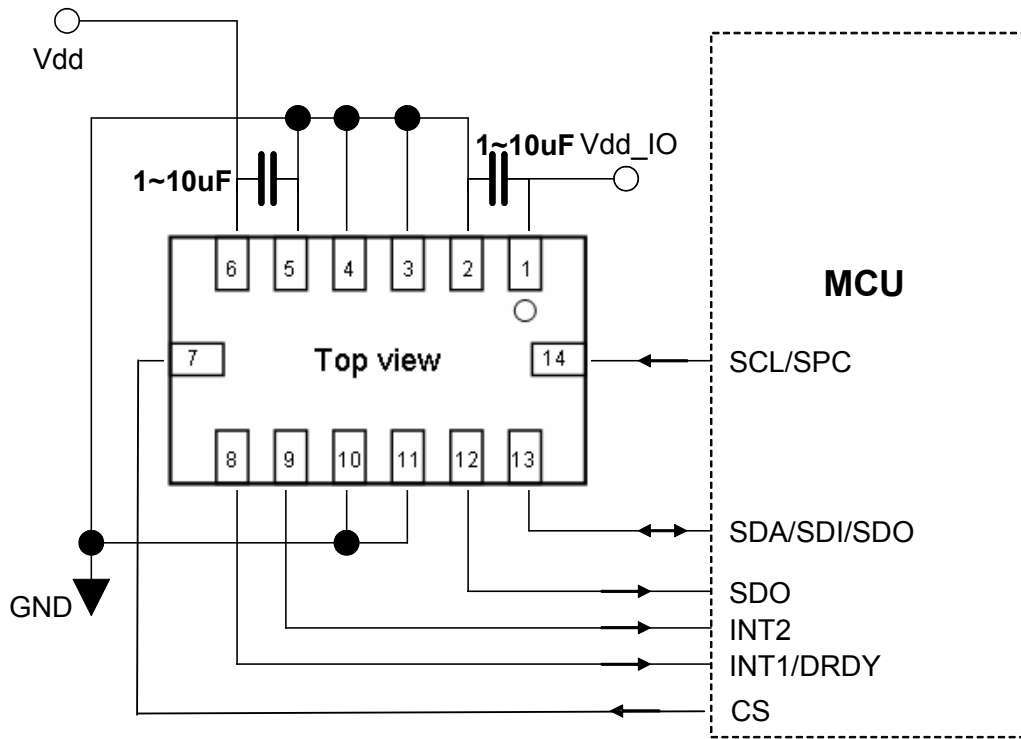 Vdd
1~10uF Vdd_IO
1~10uF
6 5 4 3 2 1
MCU
7 Top view 14
SCL/SPC
8 9 10 11 12 13
SDA/SDI/SDO
SDO
GND
INT2
INT1/DRDY
CS